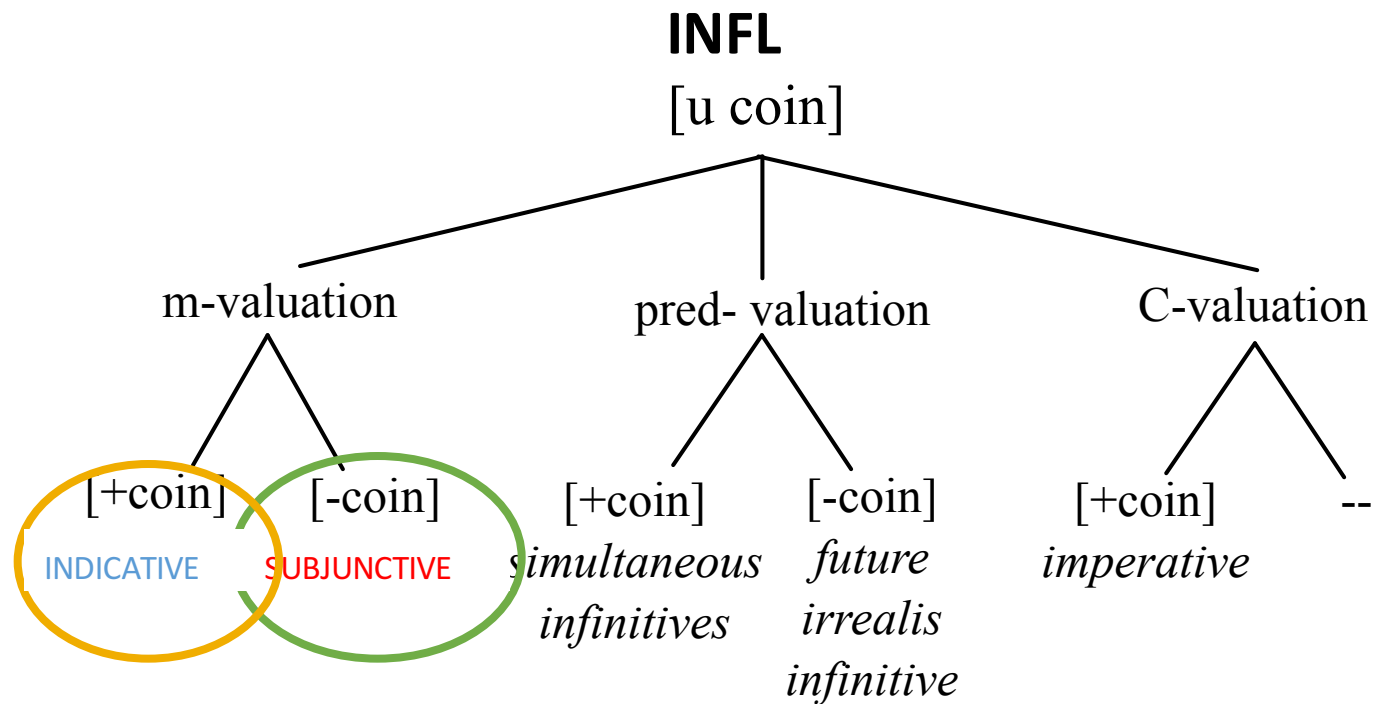 INFL
[u coin]
m-valuation
pred- valuation
C-valuation
[+coin]
[-coin]
[+coin]
[-coin]
[+coin]
--
INDICATIVE
SUBJUNCTIVE
simultaneous
infinitives
future
irrealis
infinitive
imperative